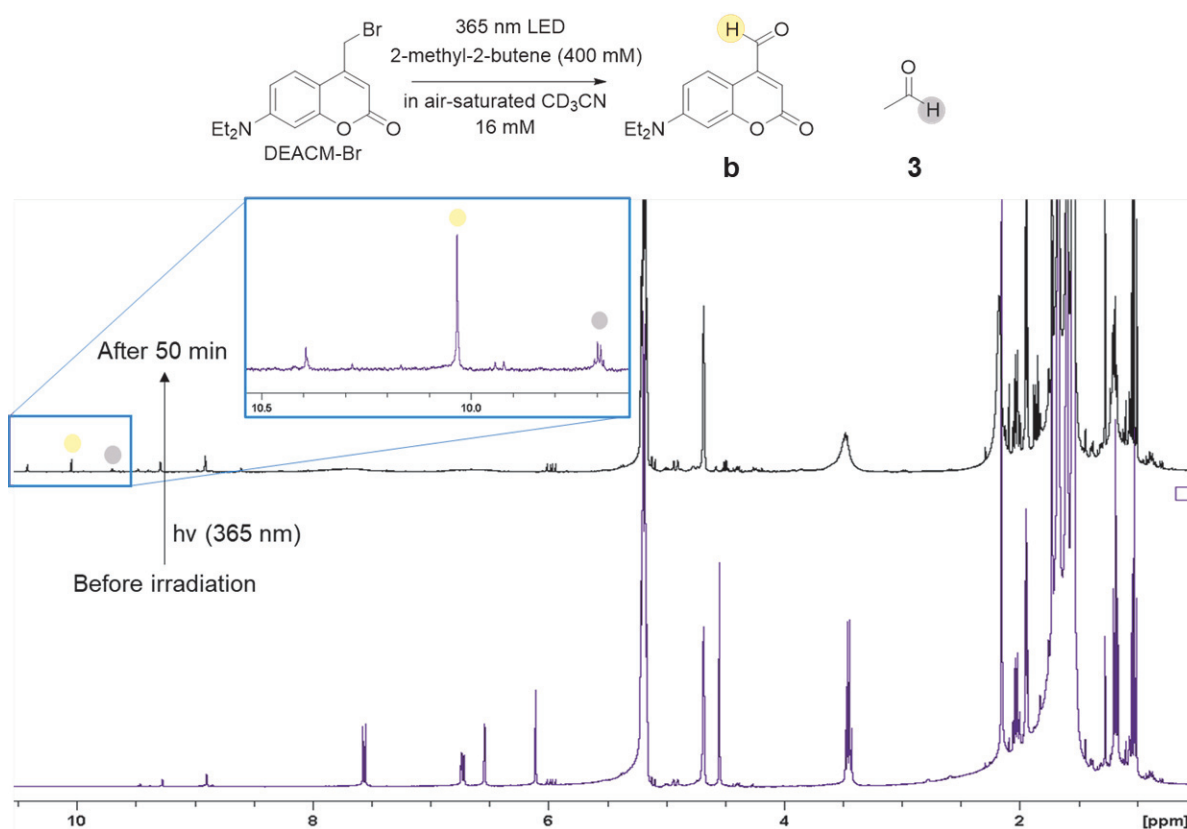 Br
365 nm LED
2-methyl-2-butene (400 mM)
in air-saturated CD3CN
16 mM
Et2N
O
O
DEACM-Br
H
O
Et2N
O
O
b
O
H
3
After 50 min
hν (365 nm)
Before irradiation
10.5
10.0
10
8
6
4
2
[ppm]